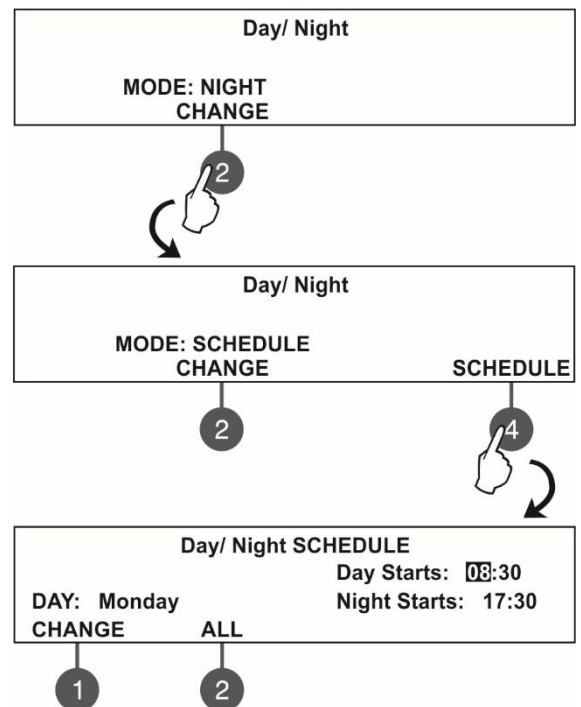 Day/ Night
MODE: NIGHT
CHANGE
2
Day/ Night
MODE: SCHEDULE
CHANGE SCHEDULE
2 4
Day/ Night SCHEDULE
Day Starts: 08:30
DAY: Monday Night Starts: 17:30
CHANGE ALL
1 2